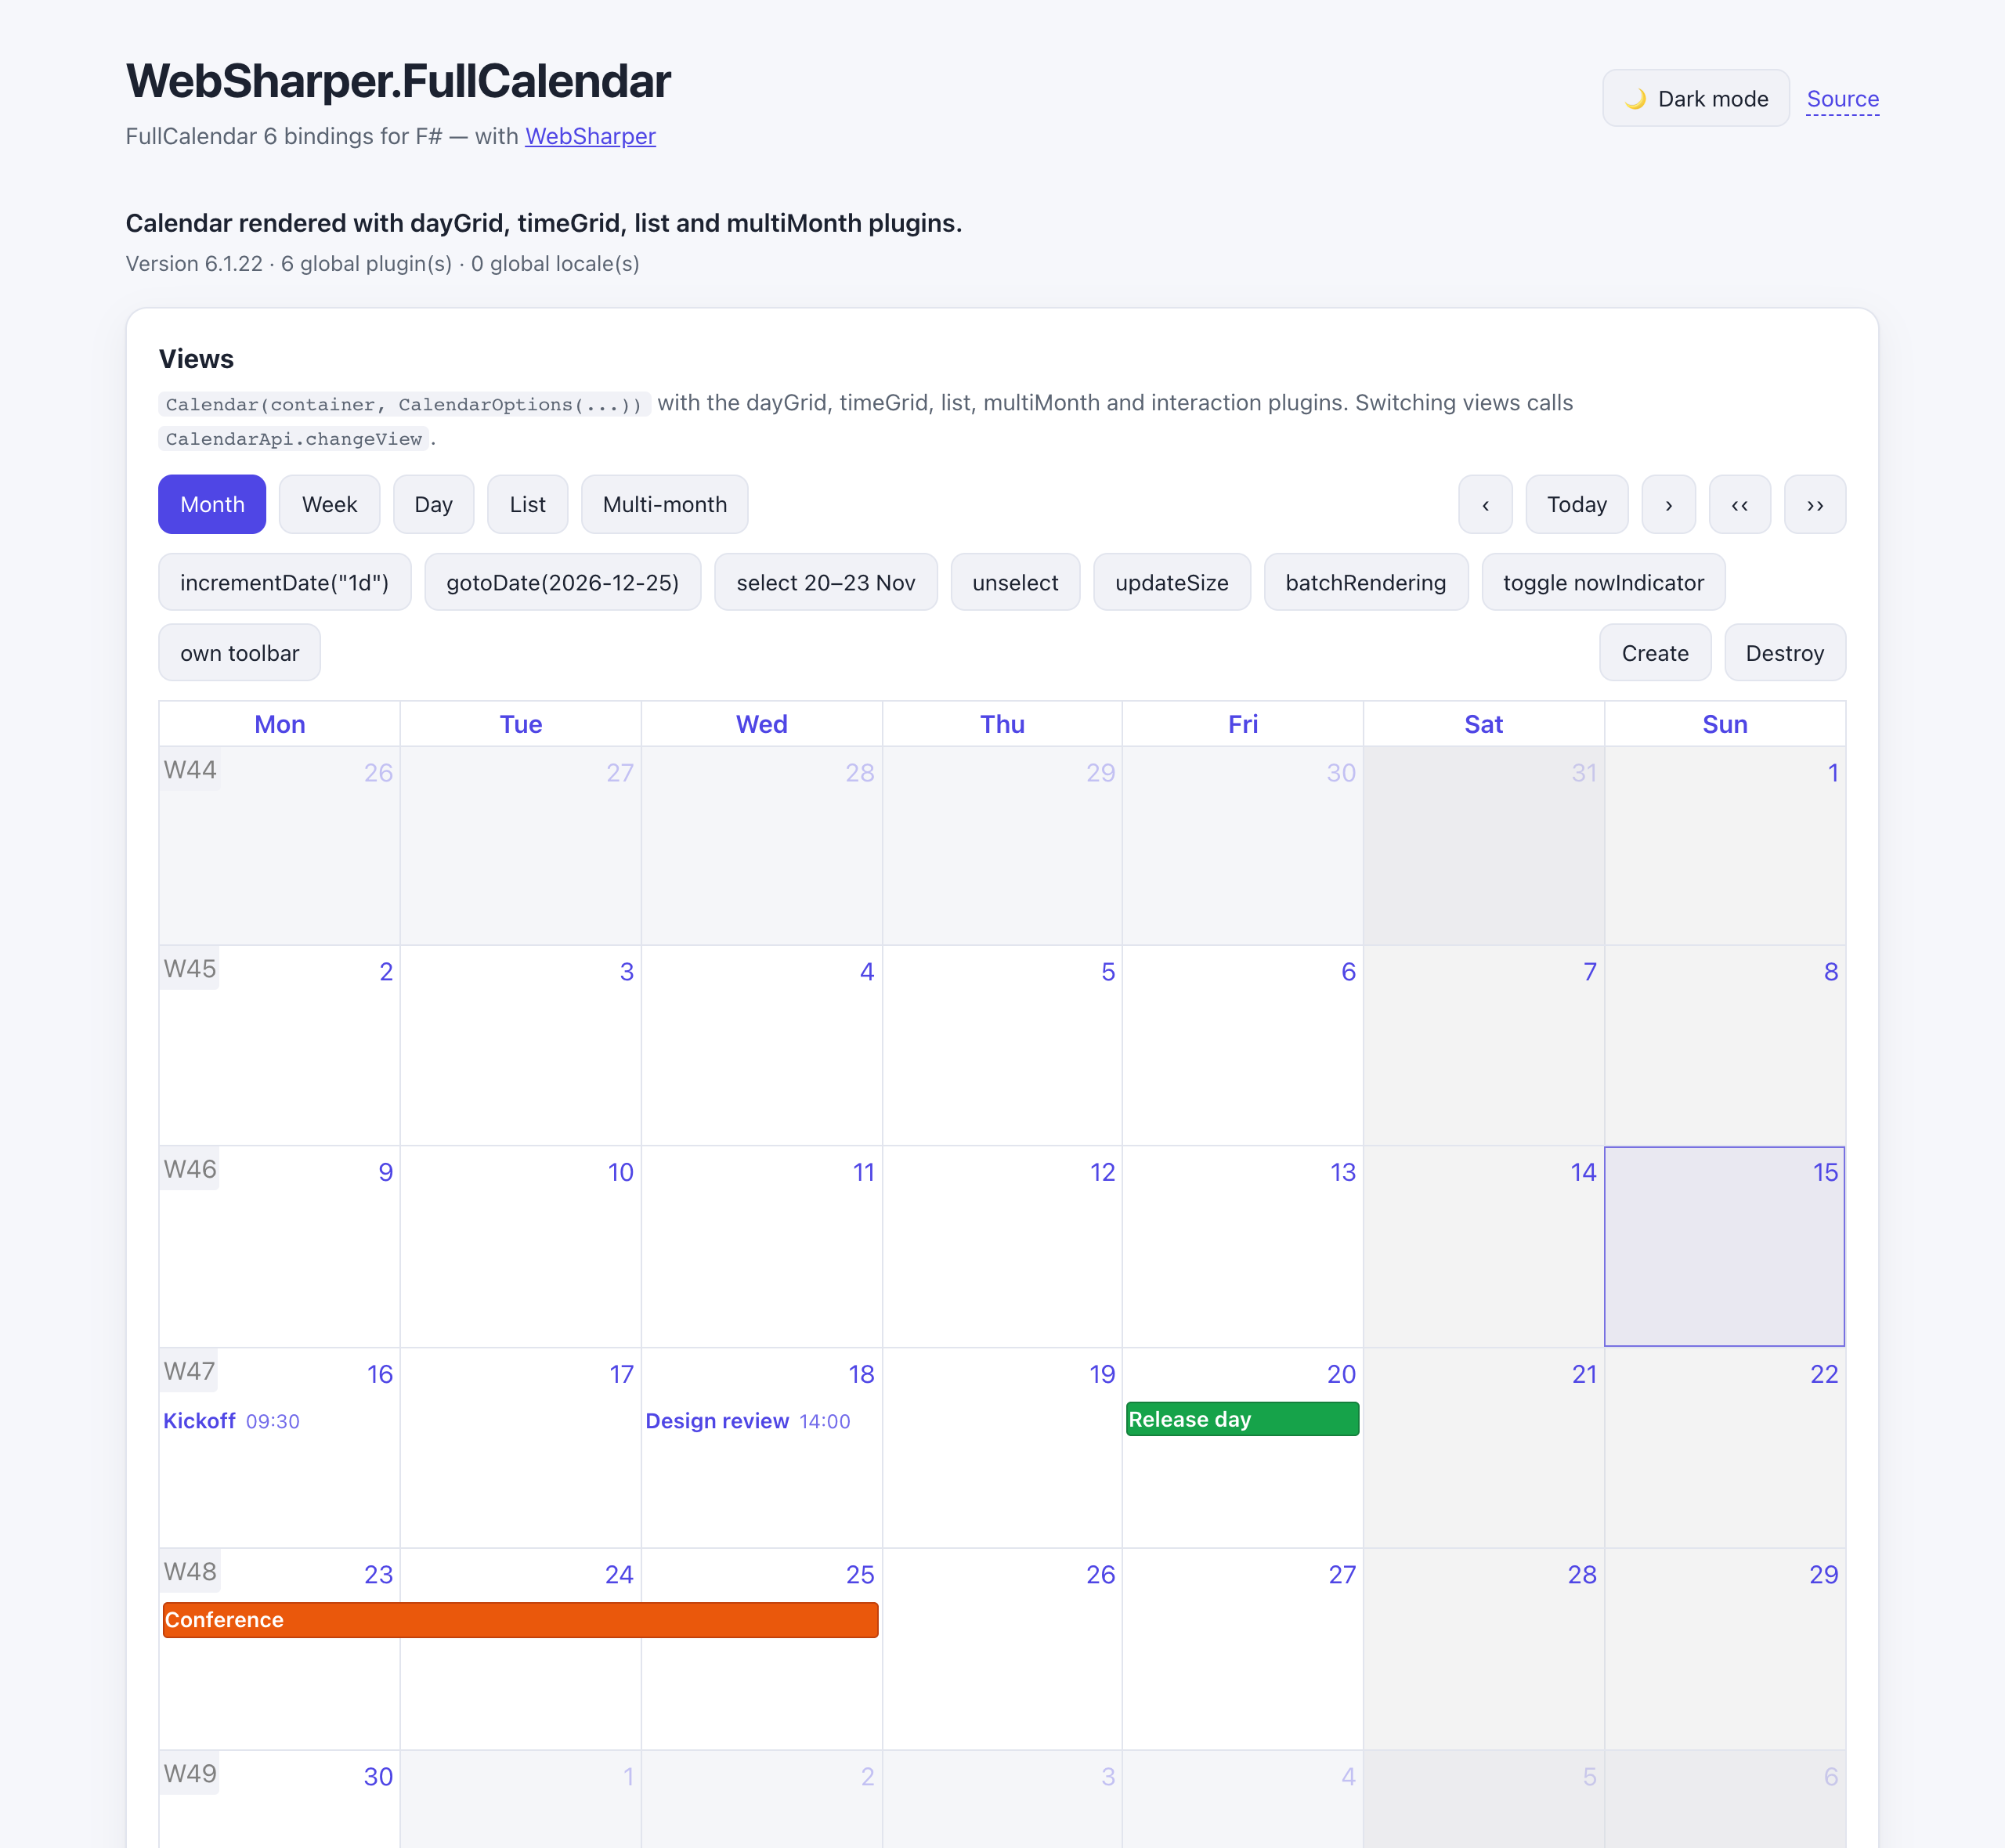 WebSharper.FullCalendar
🌙 Dark mode Source
FullCalendar 6 bindings for F# — with WebSharper
Calendar rendered with dayGrid, timeGrid, list and multiMonth plugins.
Version 6.1.22 · 6 global plugin(s) · 0 global locale(s)
Views
Calendar(container, CalendarOptions(...)) with the dayGrid, timeGrid, list, multiMonth and interaction plugins. Switching views calls
CalendarApi.changeView.
Month Week Day List Multi-month ‹ Today › ‹‹ ››
incrementDate("1d") gotoDate(2026-12-25) select 20–23 Nov unselect updateSize batchRendering toggle nowIndicator
own toolbar Create Destroy
Mon Tue Wed Thu Fri Sat Sun
W44 26 27 28 29 30 31 1
W45 2 3 4 5 6 7 8
W46 9 10 11 12 13 14 15
W47 16 17 18 19 20 21 22
Kickoff 09:30 Design review 14:00 Release day
W48 23 24 25 26 27 28 29
Conference
W49 30 1 2 3 4 5 6